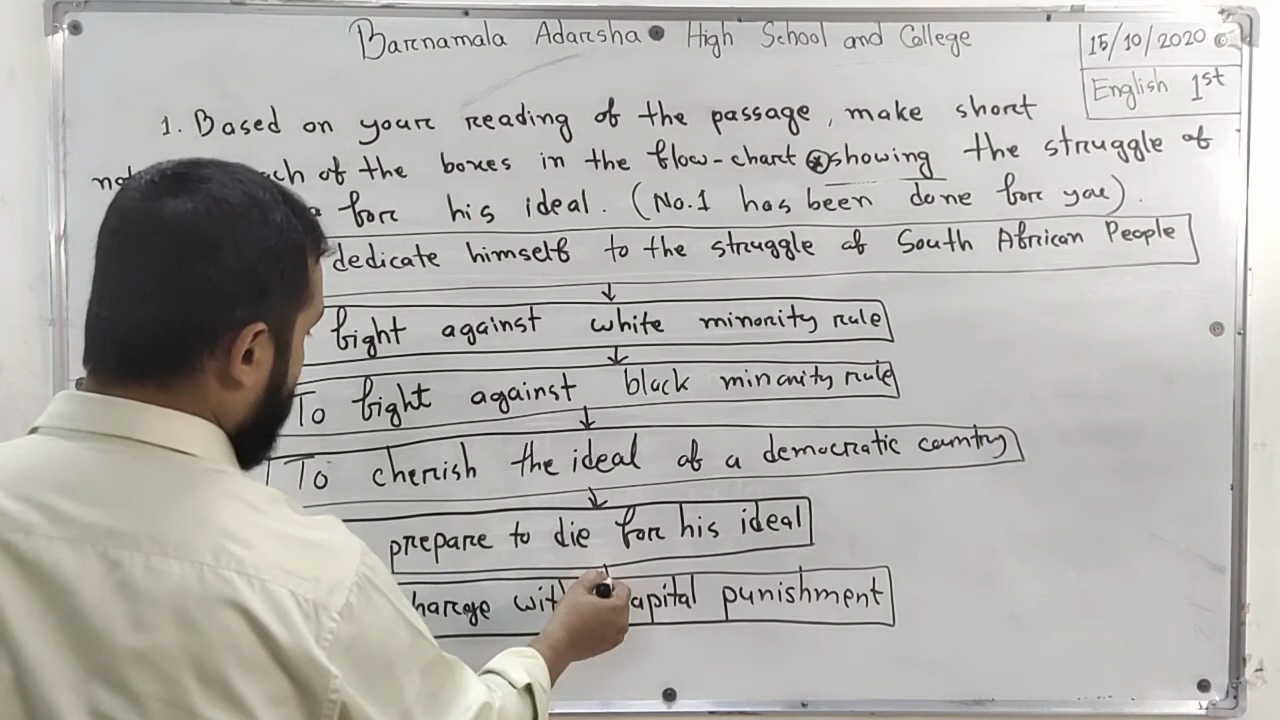 Barnamala Adarsha High School and College
15/10/2020
English 1st
1. Based on your reading of the passage, make short
of the boxes in the flow-chart showing the struggle of
for his ideal. (No.1 has been done for you).
dedicate himself to the struggle of South African People
fight against white minority rule
To fight against black minority rule
To cherish the ideal of a democratic country
prepare to die for his ideal
punishment